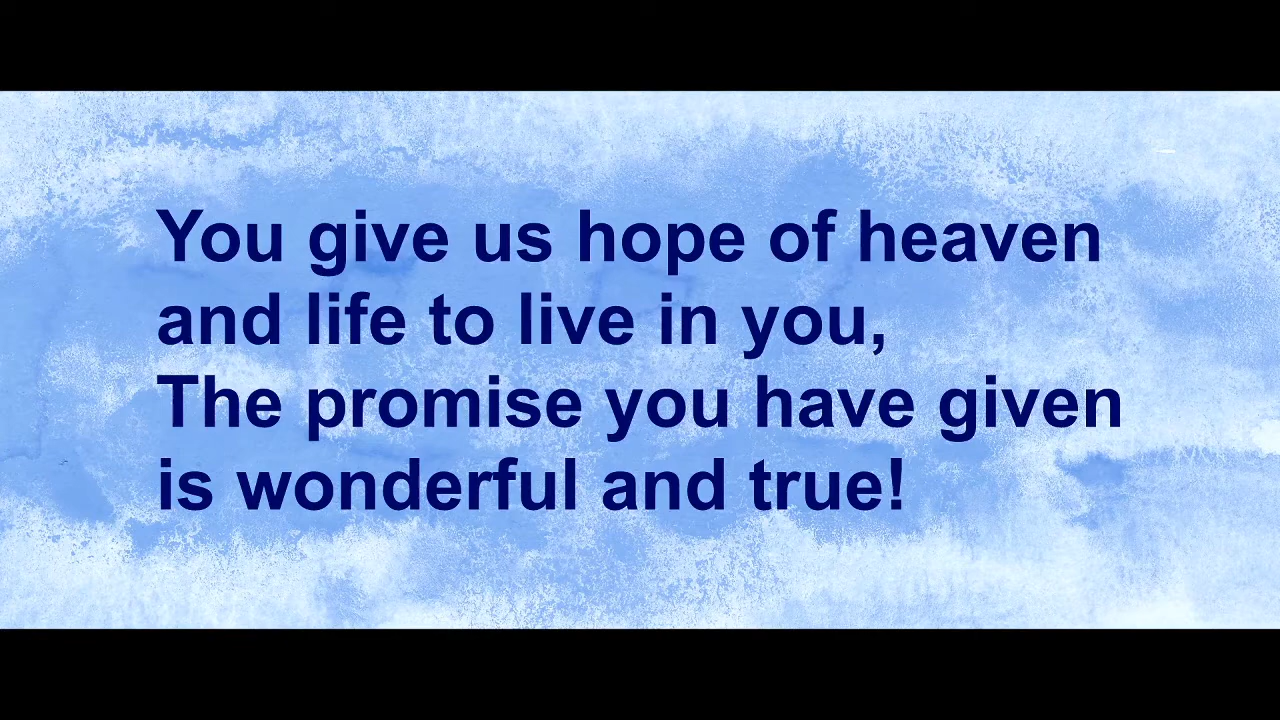 You give us hope of heaven
and life to live in you,
The promise you have given
is wonderful and true!